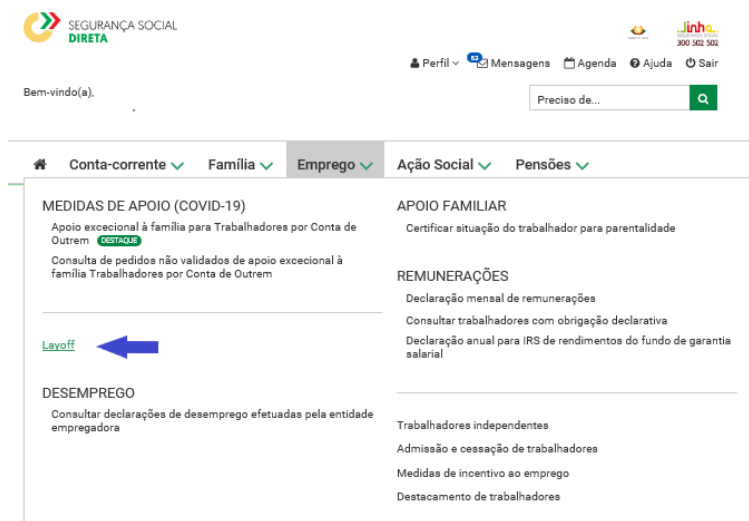 SEGURANÇA SOCIAL
DIRETA
linha
300 502 502
Perfil
52
Mensagens
Agenda
Ajuda
Sair
Bem-vindo(a),
Preciso de...
Conta-corrente
Família
Emprego
Ação Social
Pensões
MEDIDAS DE APOIO (COVID-19)
Apoio excecional à família para Trabalhadores por Conta de
Outrem DESTAQUE
Consulta de pedidos não validados de apoio excecional à
família Trabalhadores por Conta de Outrem
Layoff
DESEMPREGO
Consultar declarações de desemprego efetuadas pela entidade
empregadora
APOIO FAMILIAR
Certificar situação do trabalhador para parentalidade
REMUNERAÇÕES
Declaração mensal de remunerações
Consultar trabalhadores com obrigação declarativa
Declaração anual para IRS de rendimentos do fundo de garantia
salarial
Trabalhadores independentes
Admissão e cessação de trabalhadores
Medidas de incentivo ao emprego
Destacamento de trabalhadores